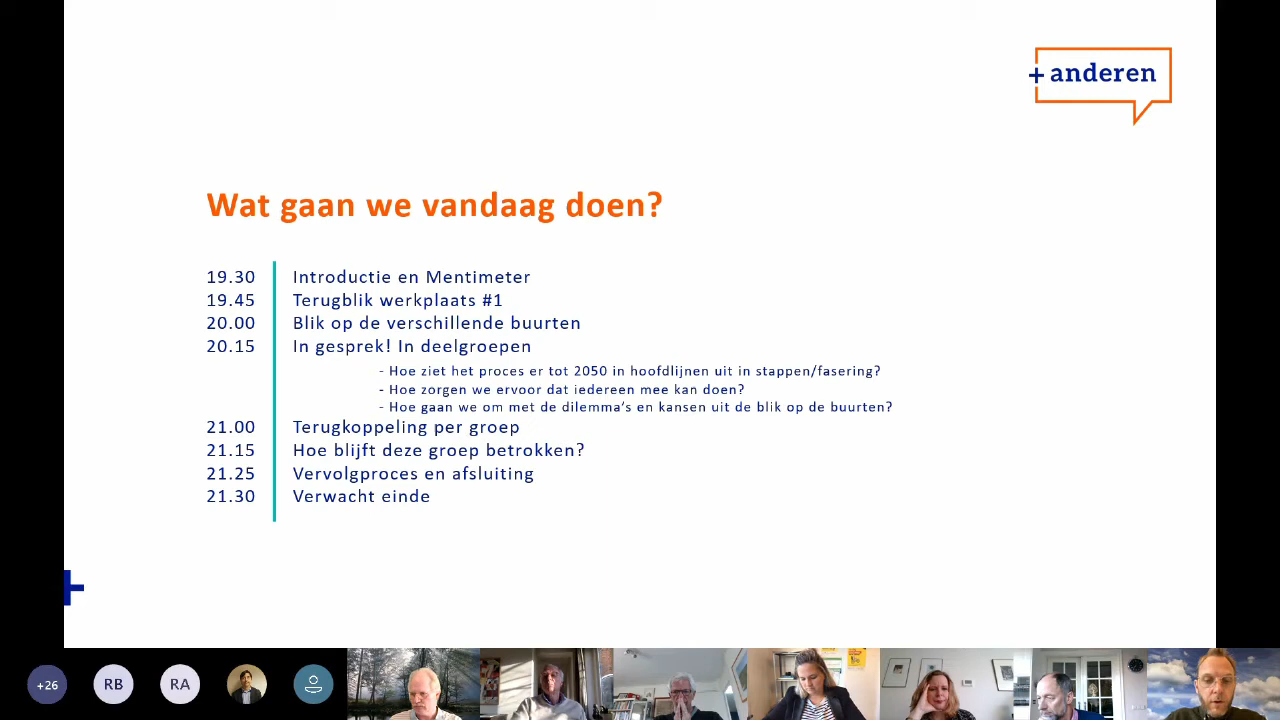 + anderen
Wat gaan we vandaag doen?
19.30 Introductie en Mentimeter
19.45 Terugblik werkplaats #1
20.00 Blik op de verschillende buurten
20.15 In gesprek! In deelgroepen
- Hoe ziet het proces er tot 2050 in hoofdlijnen uit in stappen/fasering?
- Hoe zorgen we ervoor dat iedereen mee kan doen?
- Hoe gaan we om met de dilemma's en kansen uit de blik op de buurten?
21.00 Terugkoppeling per groep
21.15 Hoe blijft deze groep betrokken?
21.25 Vervolgproces en afsluiting
21.30 Verwacht einde
+26 RB RA